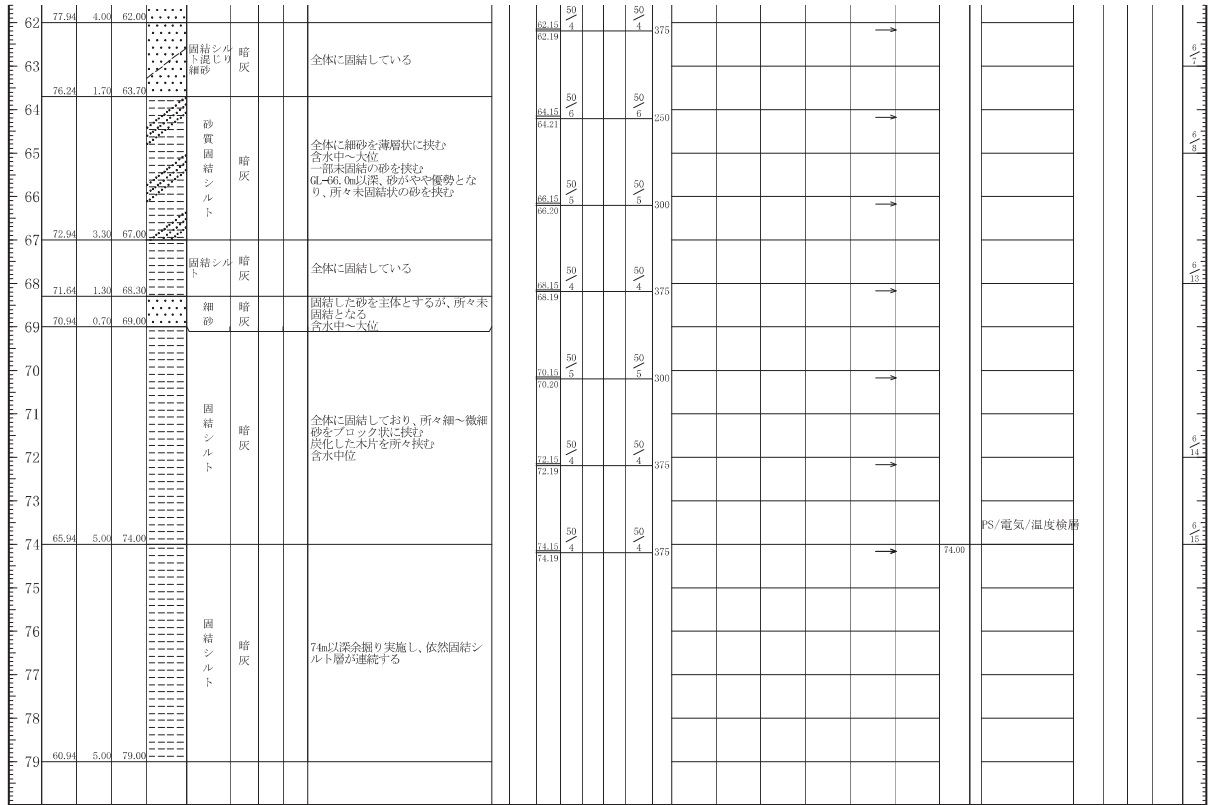 62
77.94 4.00 62.00
62.15
62.19
50/4
50/4
375
固結シル
ト混じり
細砂
暗灰
全体に固結している
63
6/7
76.24 1.70 63.70
64
64.15
64.21
50/6
50/6
250
砂質固結シルト
暗灰
全体に細砂を薄層状に挟む
含水中~大位
一部未固結の砂を挟む
GL-66.0m以深、砂がやや優勢とな
り、所々未固結状の砂を挟む
65
6/8
66
66.15
66.20
50/5
50/5
300
72.94 3.30 67.00
67
固結シル
ト
暗灰
全体に固結している
68
68.15
68.19
50/4
50/4
375
6/13
71.64 1.30 68.30
細砂
暗灰
固結した砂を主体とするが、所々未
固結となる
含水中~大位
70.94 0.70 69.00
69
70
70.15
70.20
50/5
50/5
300
71
固結シルト
暗灰
全体に固結しており、所々細~微細
砂をブロック状に挟む
炭化した木片を所々挟む
含水中位
72
72.15
72.19
50/4
50/4
375
6/14
73
PS/電気/温度検層
65.94 5.00 74.00
74
74.15
74.19
50/4
50/4
375
74.00
6/15
75
76
固結シルト
暗灰
74m以深余掘り実施し、依然固結シ
ルト層が連続する
77
78
60.94 5.00 79.00
79